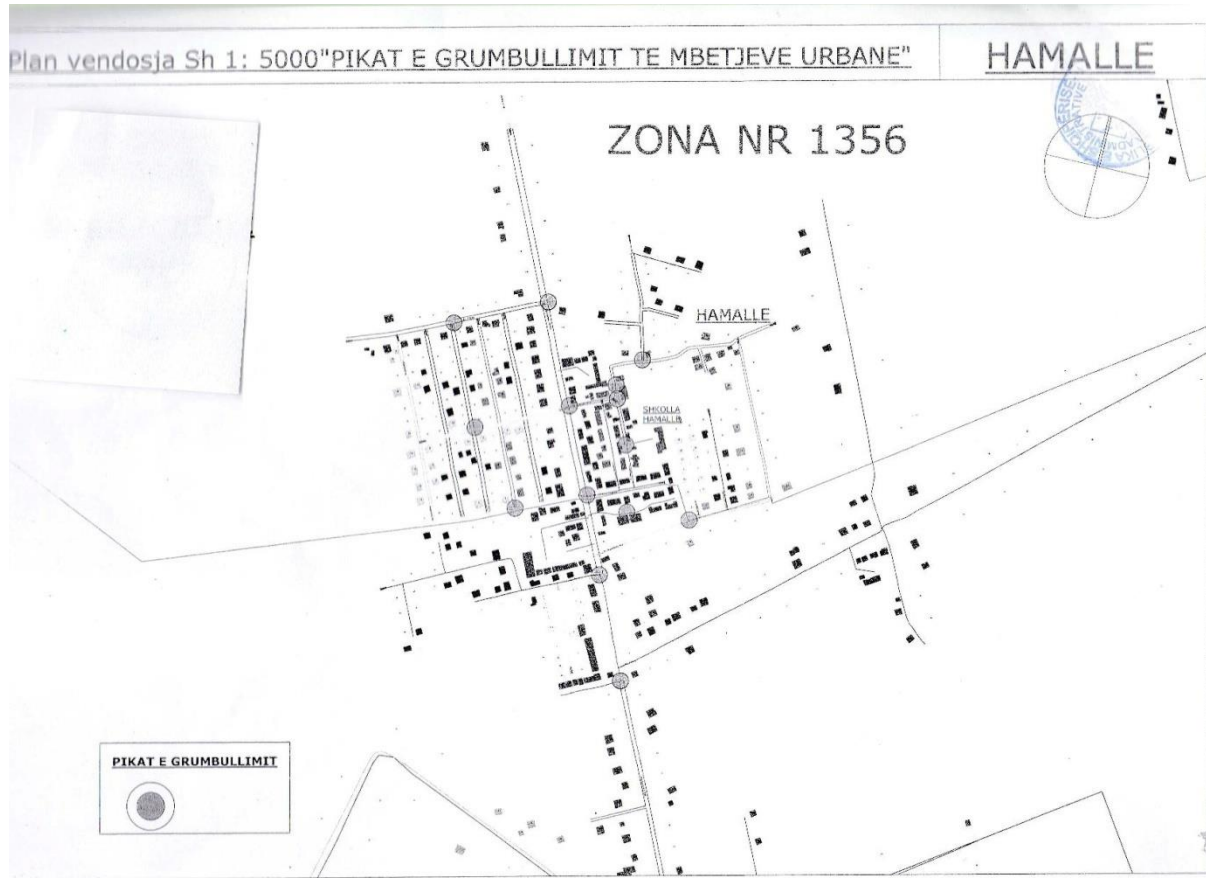 Plan vendosja Sh 1: 5000"PIKAT E GRUMBULLIMIT TE MBETJEVE URBANE"
HAMALLE
ZONA NR 1356
HAMALLE
SHKOLLA
HAMALLE
PIKAT E GRUMBULLIMIT